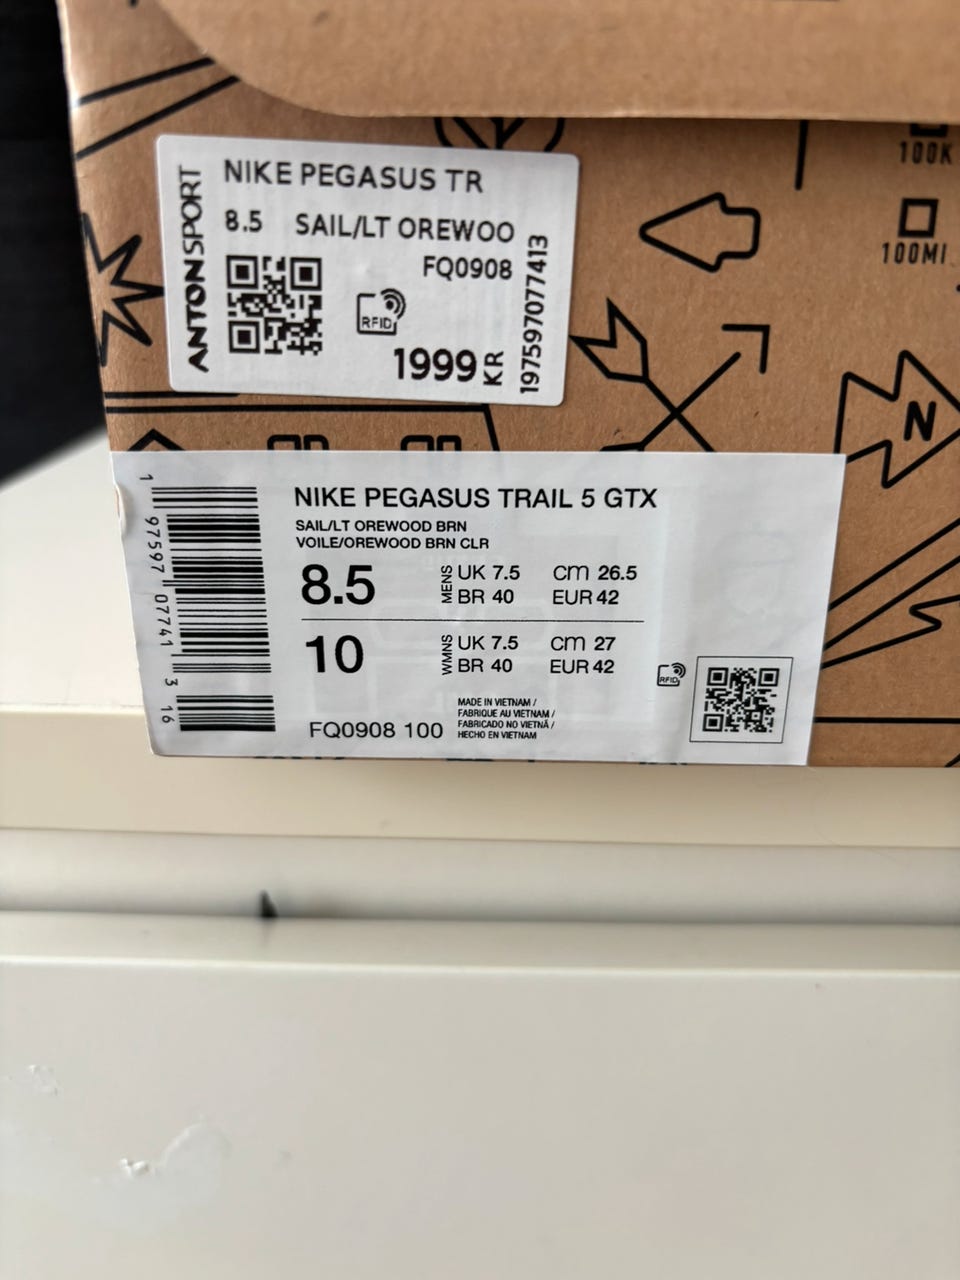 100K
100MI
N
ANTONSPORT
NIKE PEGASUS TR
8.5 SAIL/LT OREWOO
FQ0908
RFID
1999 KR
197597077413
1 97597 07741 3 16
NIKE PEGASUS TRAIL 5 GTX
SAIL/LT OREWOOD BRN
VOILE/OREWOOD BRN CLR
8.5 MENS UK 7.5 cm 26.5
BR 40 EUR 42
10 WMNS UK 7.5 cm 27
BR 40 EUR 42
RFID
FQ0908 100
MADE IN VIETNAM /
FABRIQUE AU VIETNAM /
FABRICADO NO VIETNÃ /
HECHO EN VIETNAM